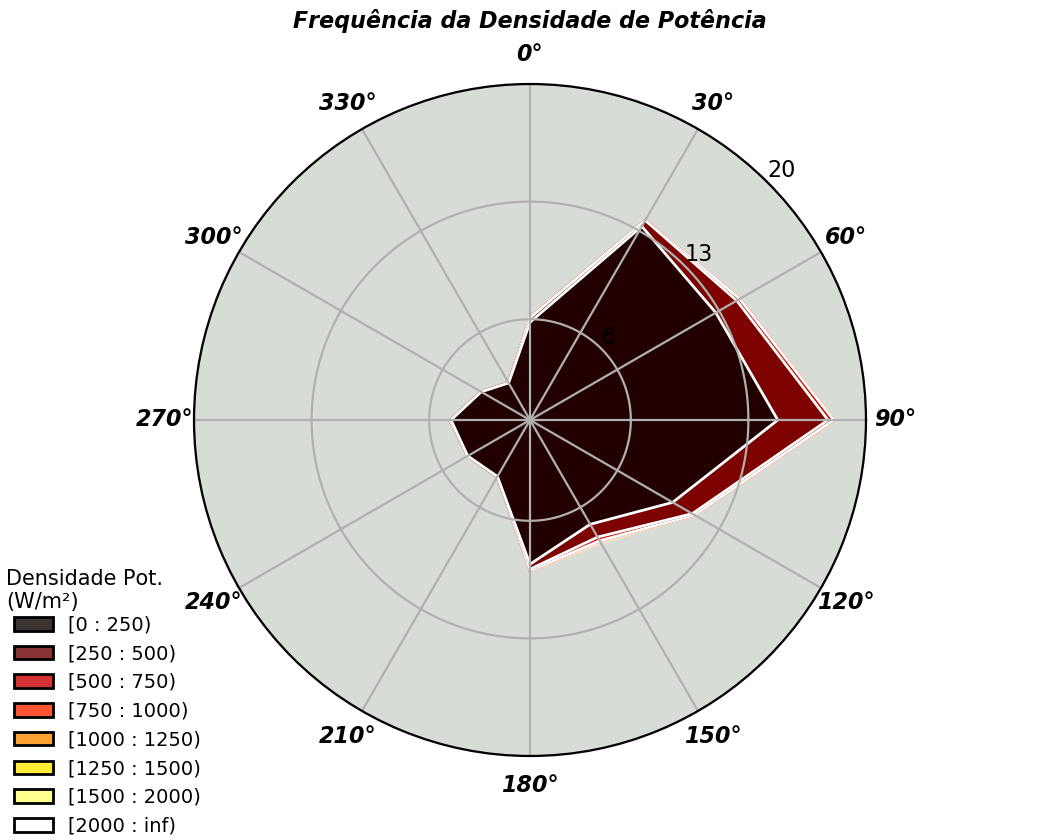 Frequência da Densidade de Potência
0°
330°
30°
20
300°
60°
13
6
270°
90°
240°
120°
210°
150°
180°
Densidade Pot.
(W/m²)
[0 : 250)
[250 : 500)
[500 : 750)
[750 : 1000)
[1000 : 1250)
[1250 : 1500)
[1500 : 2000)
[2000 : inf)